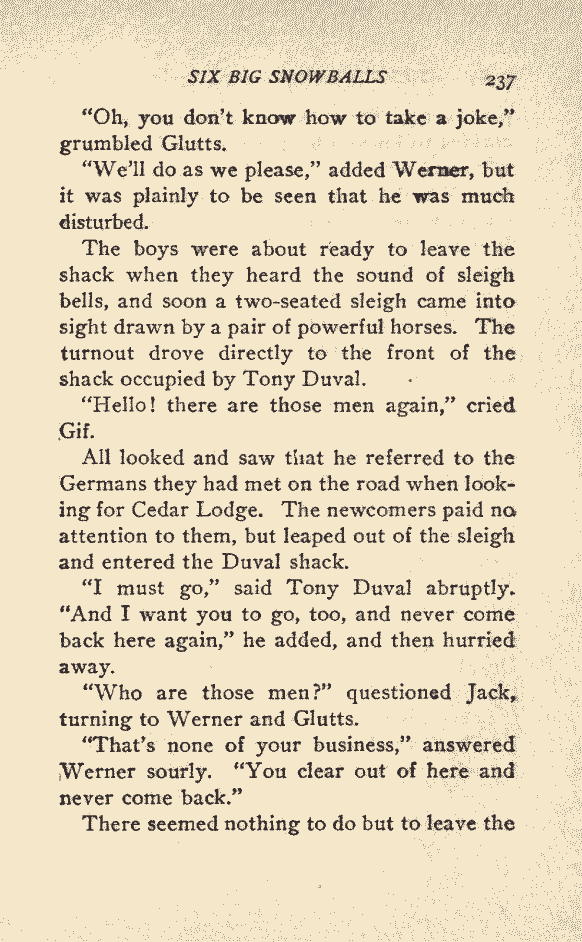 SIX BIG SNOWBALLS 237
“Oh, you don’t know how to take a joke,”
grumbled Glutts.
“We’ll do as we please,” added Werner, but
it was plainly to be seen that he was much
disturbed.
The boys were about ready to leave the
shack when they heard the sound of sleigh
bells, and soon a two-seated sleigh came into
sight drawn by a pair of powerful horses. The
turnout drove directly to the front of the
shack occupied by Tony Duval.
“Hello! there are those men again,” cried
Gif.
All looked and saw that he referred to the
Germans they had met on the road when look-
ing for Cedar Lodge. The newcomers paid no
attention to them, but leaped out of the sleigh
and entered the Duval shack.
“I must go,” said Tony Duval abruptly.
“And I want you to go, too, and never come
back here again,” he added, and then hurried
away.
“Who are those men?” questioned Jack,
turning to Werner and Glutts.
“That’s none of your business,” answered
Werner sourly. “You clear out of here and
never come back.”
There seemed nothing to do but to leave the